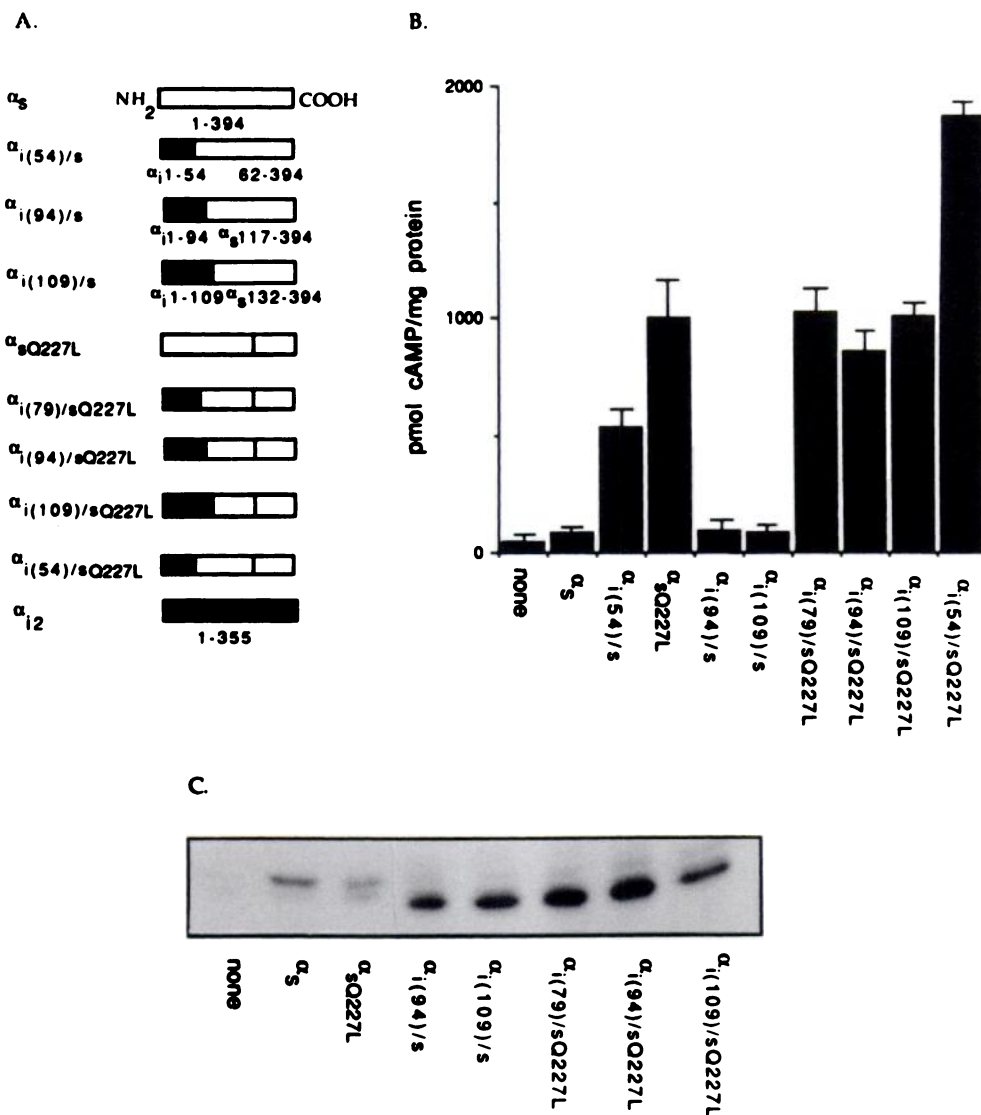 A.
αS NH2 COOH
1-394
αi(54)/s
αi1-54 62-394
αi(94)/s
αi1-94 αs117-394
αi(109)/s
αi1-109 αs132-394
αsQ227L
αi(79)/sQ227L
αi(94)/sQ227L
αi(109)/sQ227L
αi(54)/sQ227L
αi2
1-355
B.
pmol cAMP/mg protein
2000
1000
0
none
αS
αi(54)/s
αsQ227L
αi(94)/s
αi(109)/s
αi(79)/sQ227L
αi(94)/sQ227L
αi(109)/sQ227L
αi(54)/sQ227L
C.
none
αS
αsQ227L
αi(94)/s
αi(109)/s
αi(79)/sQ227L
αi(94)/sQ227L
αi(109)/sQ227L